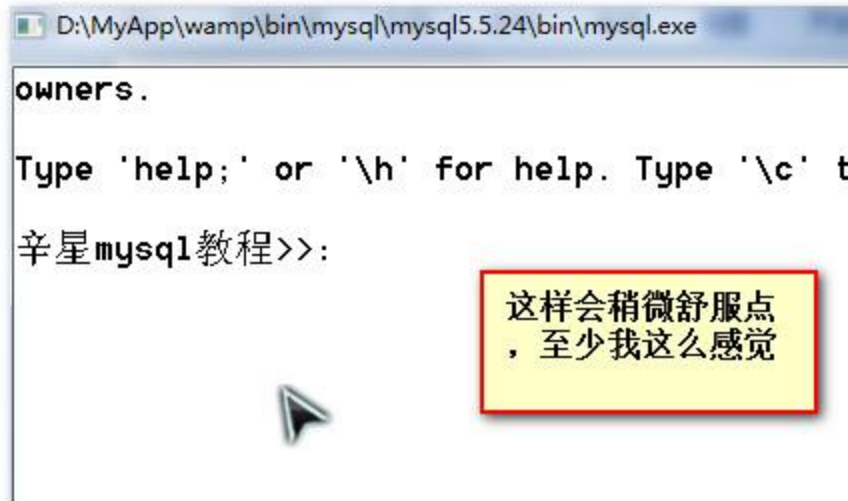 D:\MyApp\wamp\bin\mysql\mysql5.5.24\bin\mysql.exe
owners.
Type 'help;' or '\h' for help. Type '\c' t
辛星mysql教程>>:
这样会稍微舒服点
，至少我这么感觉